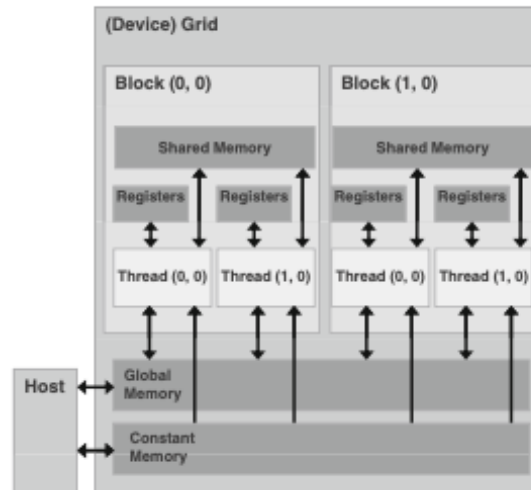 (Device) Grid
Block (0, 0)
Block (1, 0)
Shared Memory
Shared Memory
Registers
Registers
Registers
Registers
Thread (0, 0)
Thread (1, 0)
Thread (0, 0)
Thread (1, 0)
Host
Global
Memory
Constant
Memory